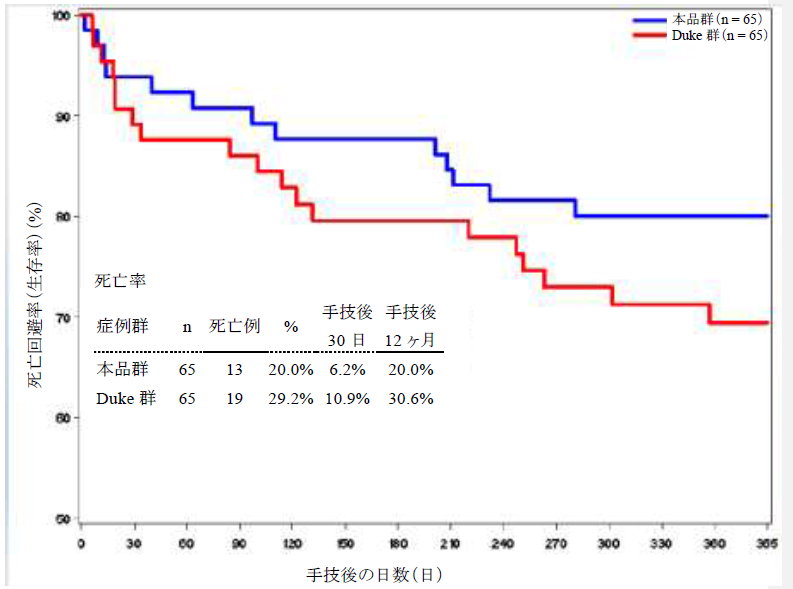 本品群(n = 65)
Duke 群(n = 65)
死亡回避率(生存率)(%)
100
90
80
70
60
50
死亡率
症例群 n 死亡例 % 手技後30 日 手技後12 ヶ月
本品群 65 13 20.0% 6.2% 20.0%
Duke 群 65 19 29.2% 10.9% 30.6%
0 30 60 90 120 150 180 210 240 270 300 330 360 365
手技後の日数(日)